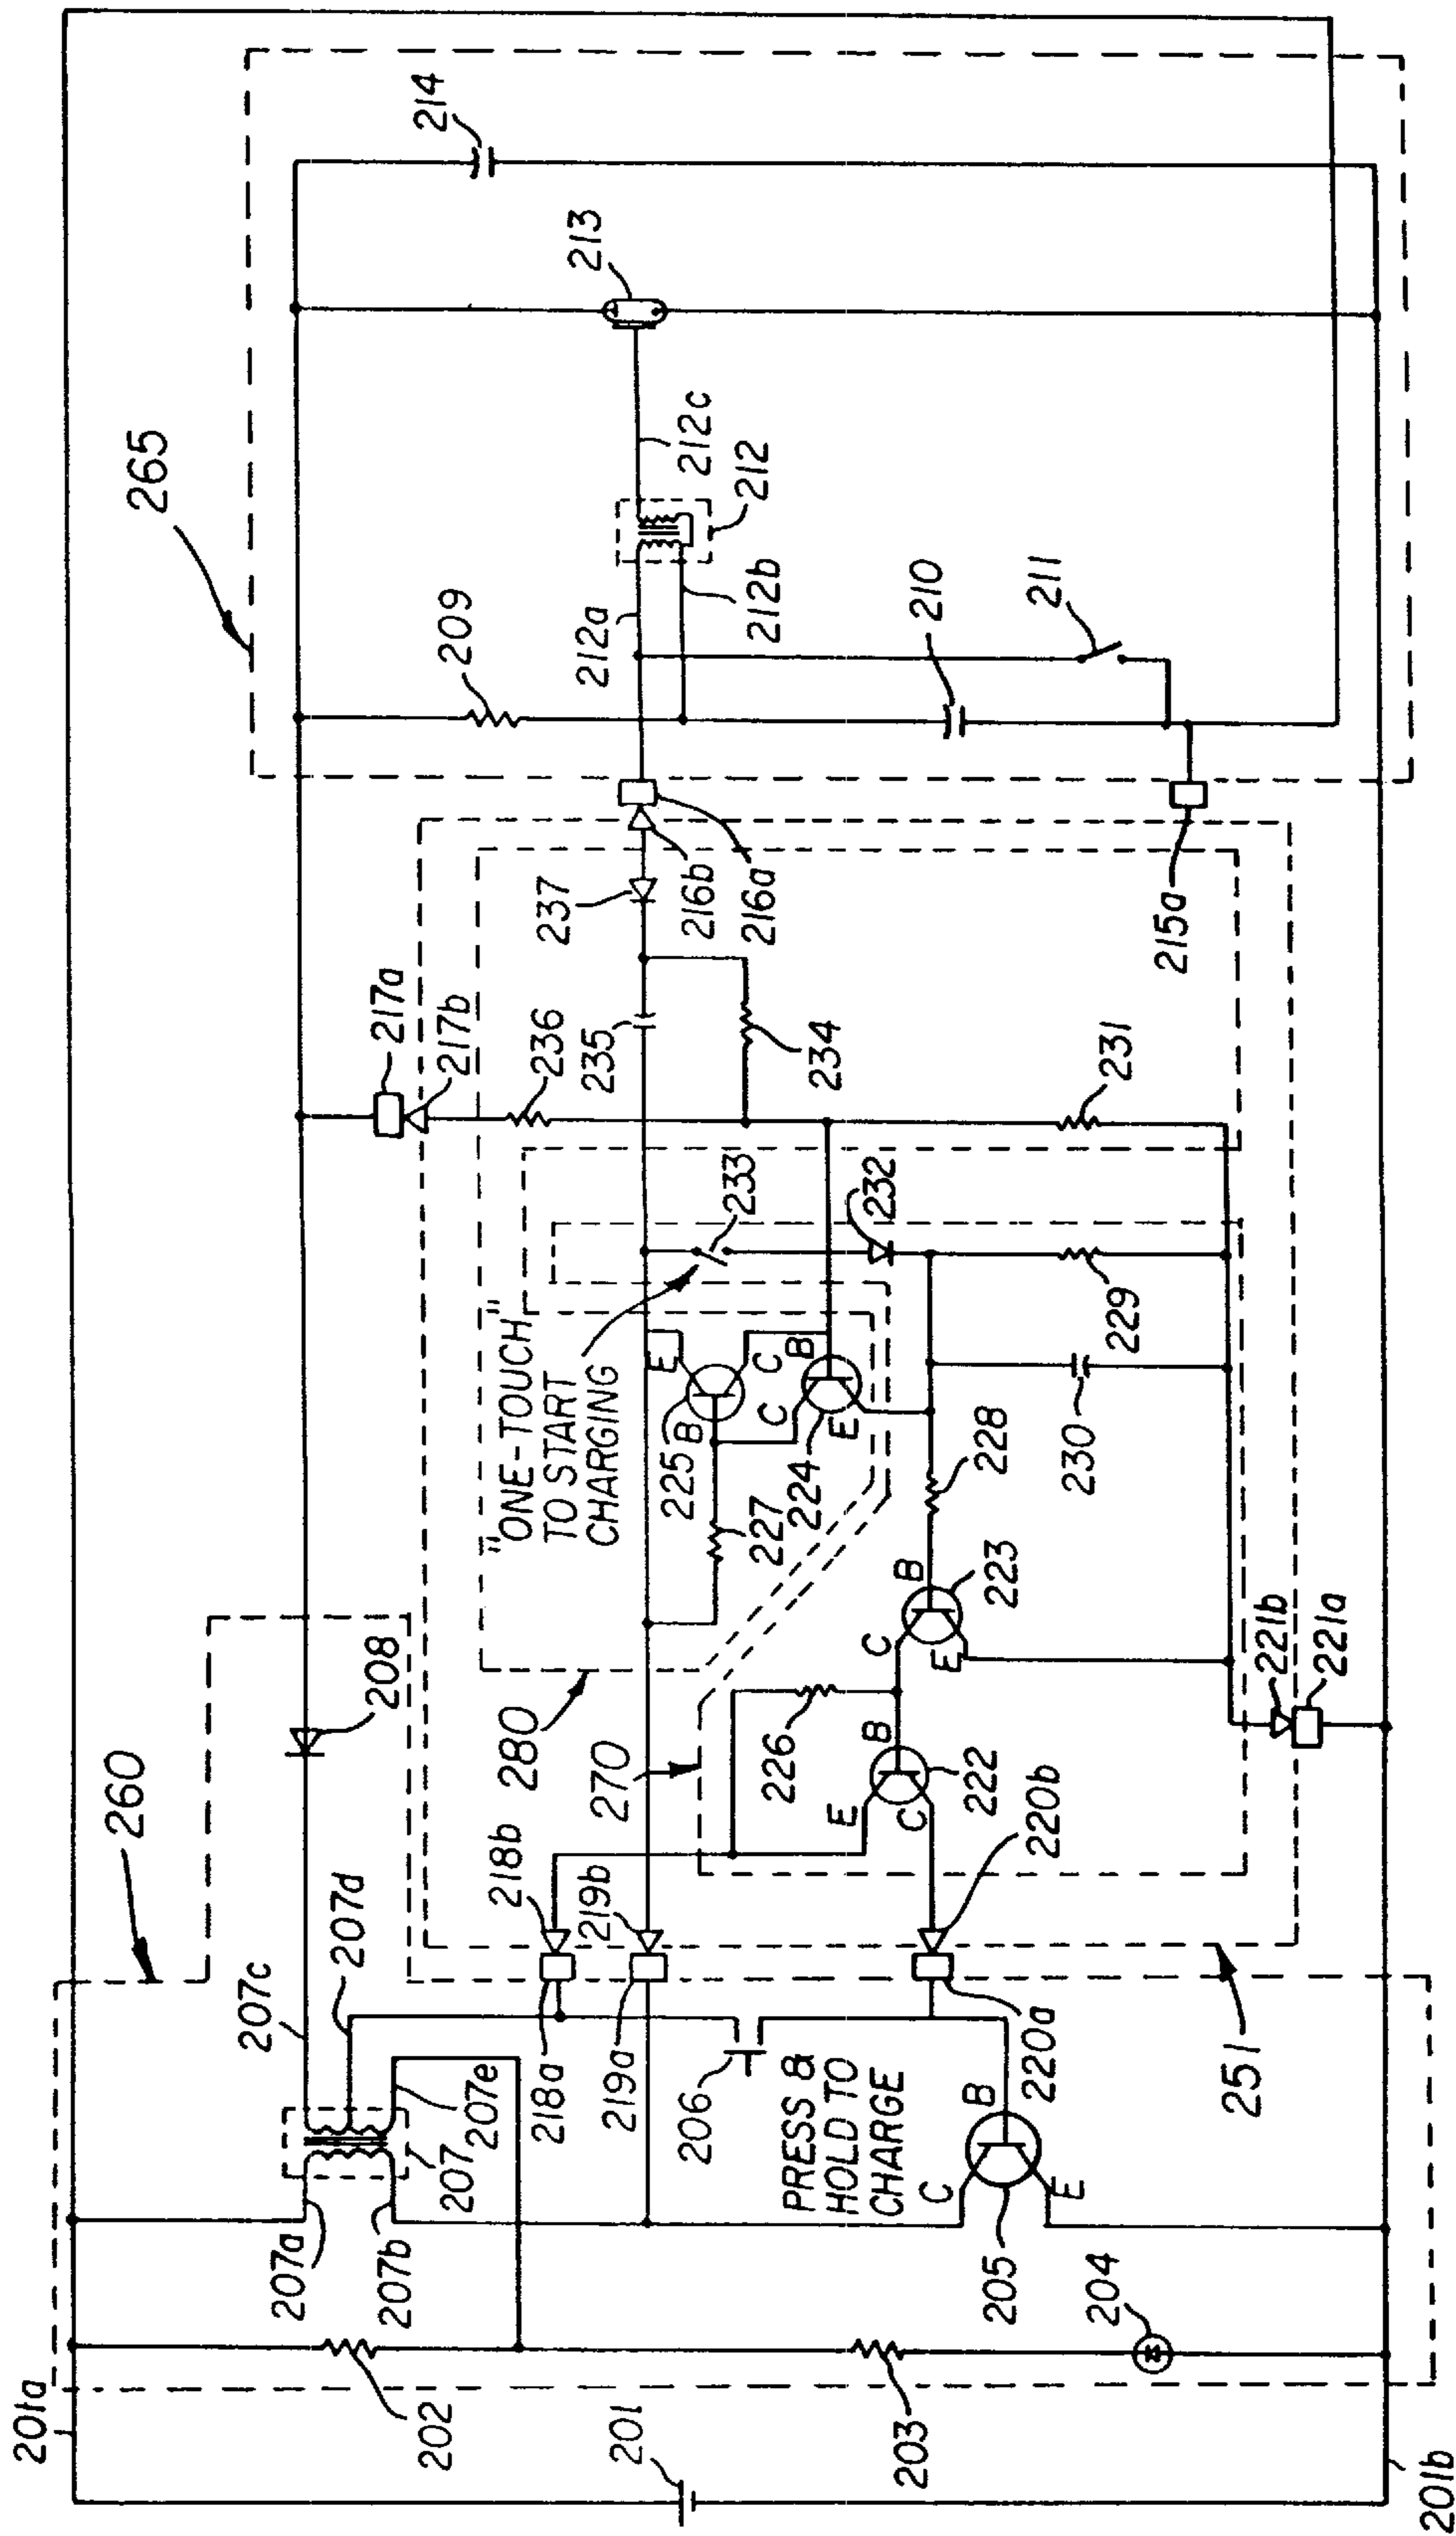 265
214
213
212c
212
212b
212a
209
210
211
217a
217b
236
235
237
216b
216a
234
231
215a
233
232
229
230
228
"ONE-TOUCH"
TO START
CHARGING
E
225
B
C
B
C
E
224
227
B
223
C
E
221b
221a
208
280
270
226
B
E
C
222
220b
218b
219b
260
207d
207c
207e
207
207a
207b
218a
219a
220a
251
206
PRESS &
HOLD TO
CHARGE
B
C
E
205
204
201a
202
201
203
201b